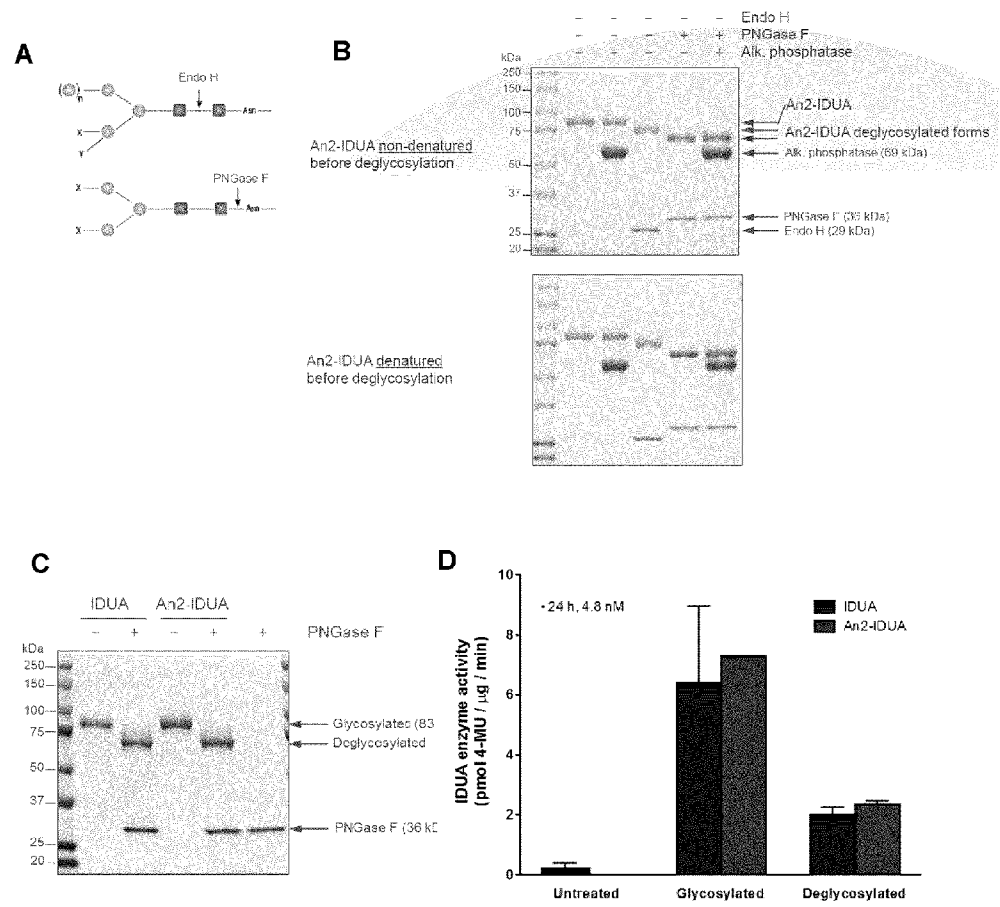 A
Endo H
( )n
Asn
X
Y
PNGase F
X
Asn
X
B
Endo H
- - - + + PNGase F
- - - - + Alk. phosphatase
kDa
250
150
100
75
50
37
25
20
An2-IDUA non-denatured
before deglycosylation
An2-IDUA
An2-IDUA deglycosylated forms
Alk. phosphatase (69 kDa)
PNGase F (36 kDa)
Endo H (29 kDa)
An2-IDUA denatured
before deglycosylation
C
IDUA An2-IDUA
- + - + + PNGase F
kDa
250
150
100
75
50
37
25
20
Glycosylated (83
Deglycosylated
PNGase F (36 kD
D
IDUA enzyme activity
(pmol 4-MU / µg / min)
10
8
6
4
2
0
- 24 h, 4.8 nM
IDUA
An2-IDUA
Untreated Glycosylated Deglycosylated